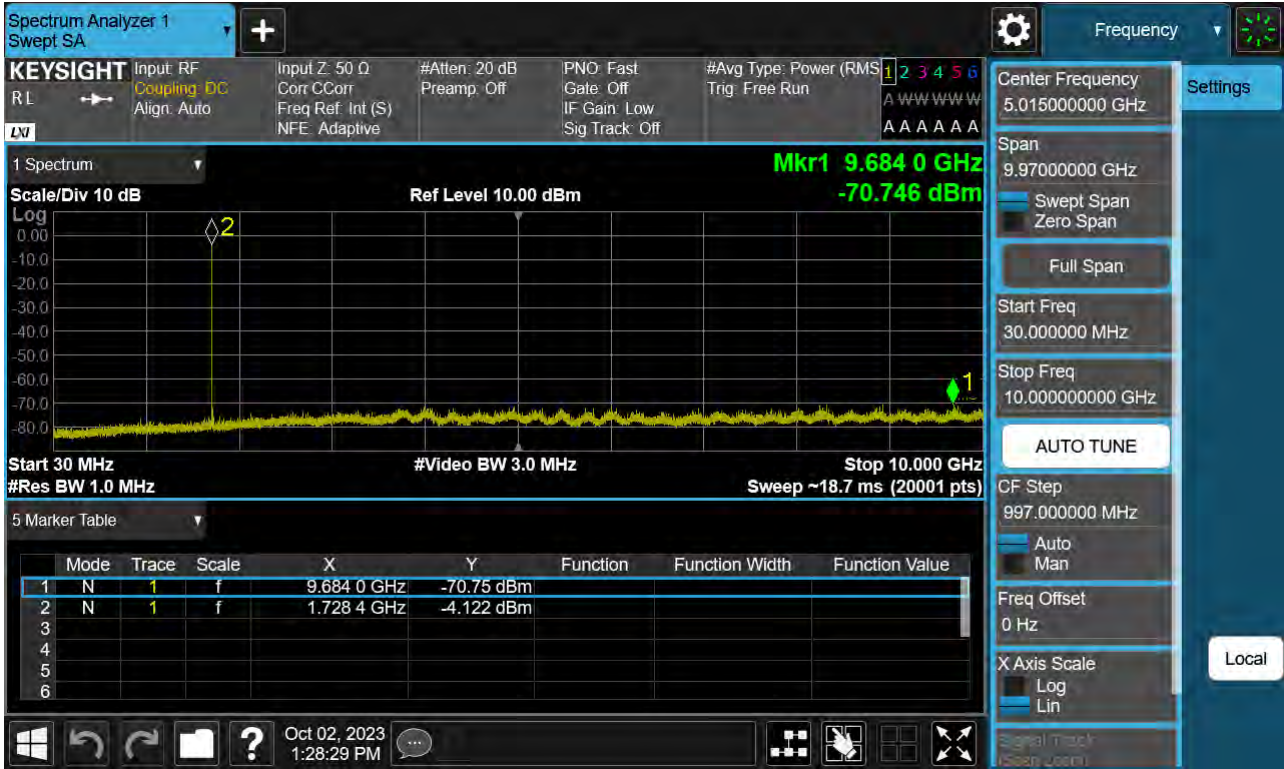 Spectrum Analyzer 1
Swept SA
+
Frequency
KEYSIGHT
R L
LXI
Input: RF
Coupling: DC
Align: Auto
Input Z: 50 Ω
Corr CCorr
Freq Ref: Int (S)
NFE: Adaptive
#Atten: 20 dB
Preamp: Off
PNO: Fast
Gate: Off
IF Gain: Low
Sig Track: Off
#Avg Type: Power (RMS
Trig: Free Run
1 2 3 4 5 6
A W W W W W
A A A A A A
1 Spectrum
Scale/Div 10 dB
Ref Level 10.00 dBm
Mkr1 9.684 0 GHz
-70.746 dBm
Log
0.00
-10.0
-20.0
-30.0
-40.0
-50.0
-60.0
-70.0
-80.0
2
1
Start 30 MHz
#Video BW 3.0 MHz
Stop 10.000 GHz
#Res BW 1.0 MHz
Sweep ~18.7 ms (20001 pts)
5 Marker Table
Mode Trace Scale X Y Function Function Width Function Value
1 N 1 f 9.684 0 GHz -70.75 dBm
2 N 1 f 1.728 4 GHz -4.122 dBm
3
4
5
6
?
Oct 02, 2023
1:28:29 PM
Center Frequency
5.015000000 GHz
Settings
Span
9.97000000 GHz
Swept Span
Zero Span
Full Span
Start Freq
30.000000 MHz
Stop Freq
10.000000000 GHz
AUTO TUNE
CF Step
997.000000 MHz
Auto
Man
Freq Offset
0 Hz
X Axis Scale
Log
Lin
Local
Signal Track
(Span Zoom)